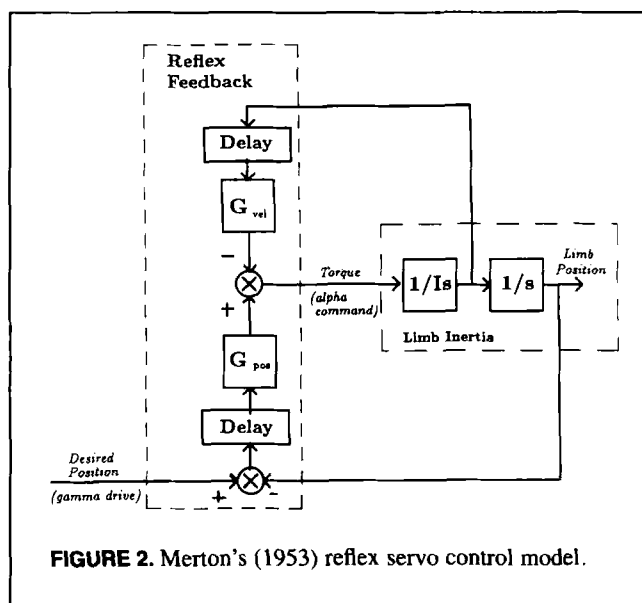 Reflex
Feedback
Delay
G vel
−
+
Torque
(alpha
command)
1/Is
1/s
Limb
Position
Limb Inertia
G pos
Delay
Desired
Position
(gamma drive)
+
-
FIGURE 2. Merton's (1953) reflex servo control model.